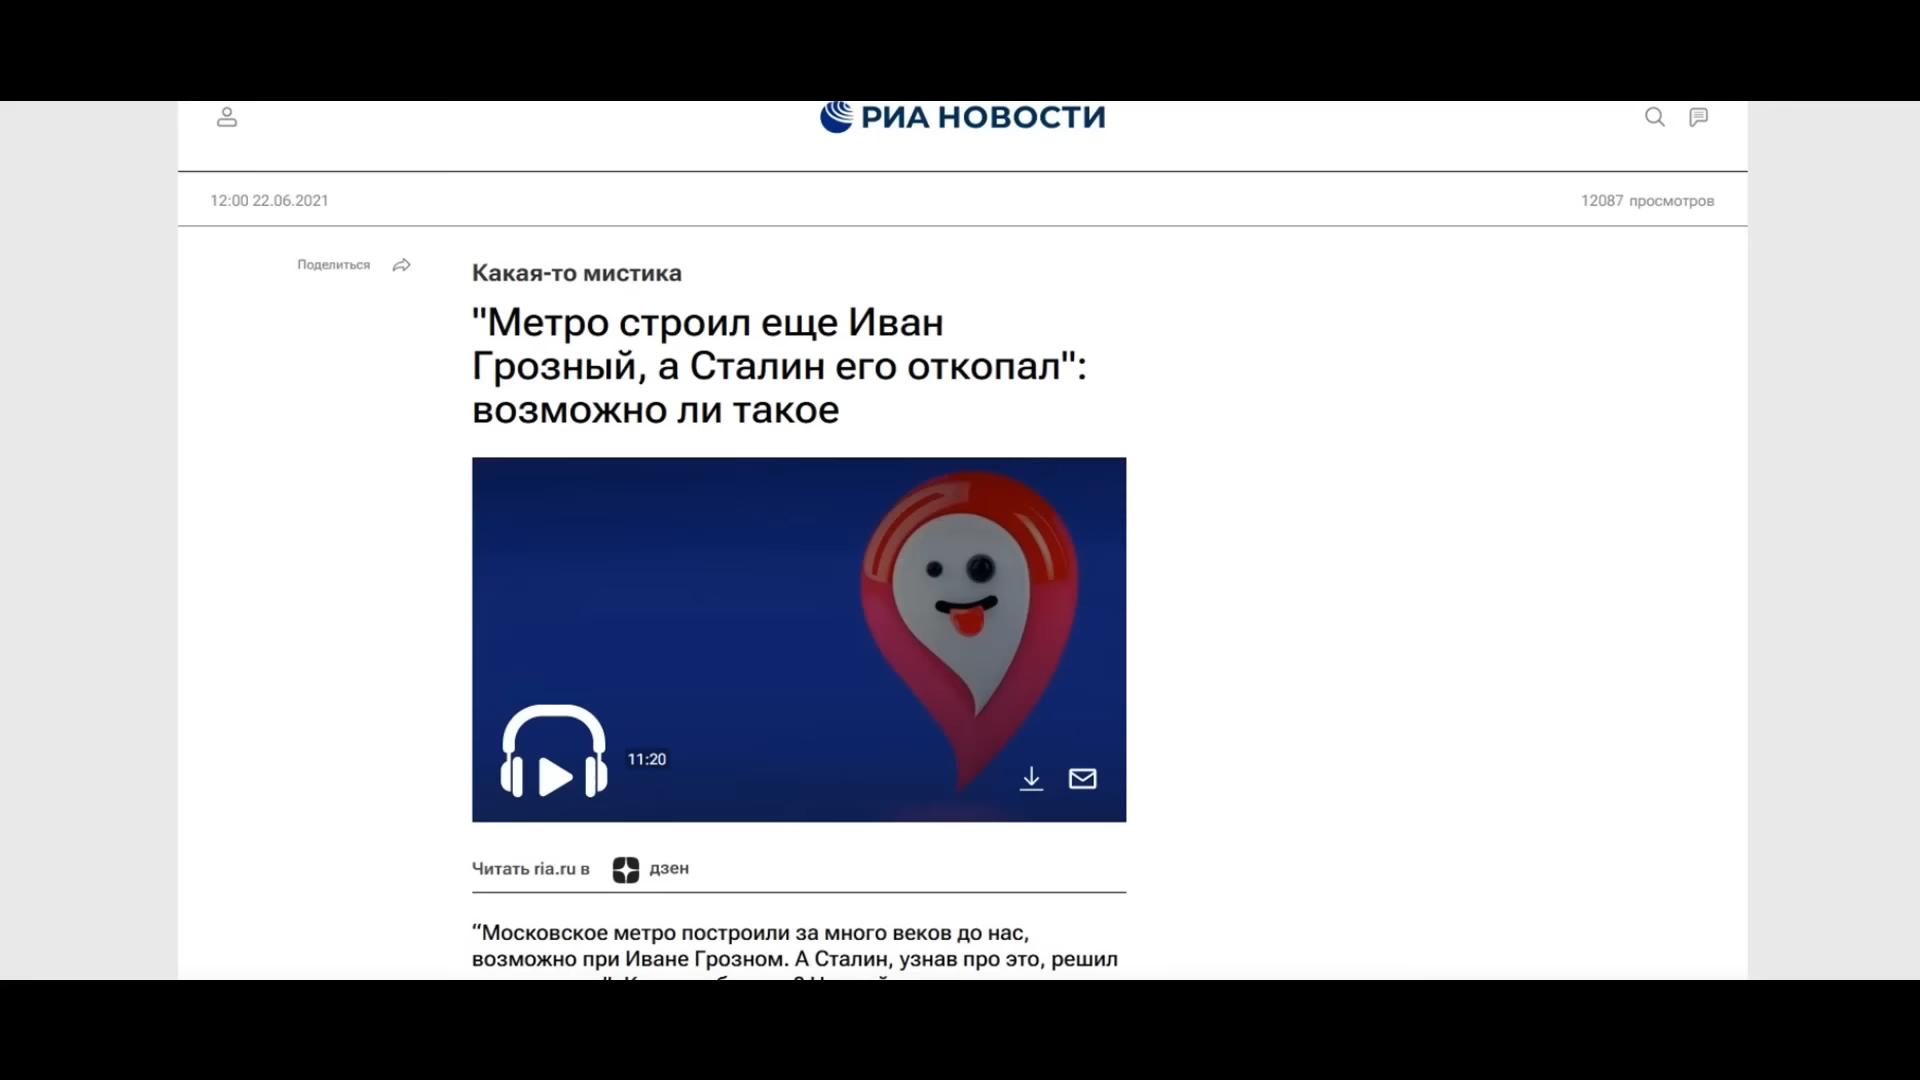 РИА НОВОСТИ
12:00 22.06.2021
12087 просмотров
Поделиться
Какая-то мистика
"Метро строил еще Иван
Грозный, а Сталин его откопал":
возможно ли такое
11:20
Читать ria.ru в дзен
“Московское метро построили за много веков до нас,
возможно при Иване Грозном. А Сталин, узнав про это, решил